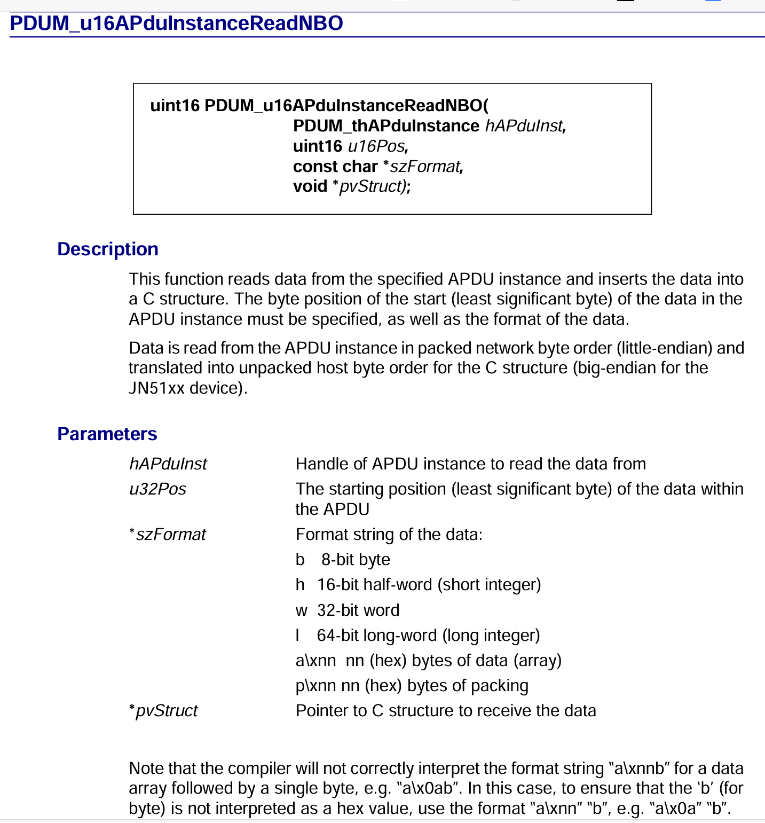 PDUM_u16APduInstanceReadNBO
uint16 PDUM_u16APduInstanceReadNBO(
PDUM_thAPduInstance hAPduInst,
uint16 u16Pos,
const char *szFormat,
void *pvStruct);
Description
This function reads data from the specified APDU instance and inserts the data into
a C structure. The byte position of the start (least significant byte) of the data in the
APDU instance must be specified, as well as the format of the data.
Data is read from the APDU instance in packed network byte order (little-endian) and
translated into unpacked host byte order for the C structure (big-endian for the
JN51xx device).
Parameters
hAPduInst Handle of APDU instance to read the data from
u32Pos The starting position (least significant byte) of the data within
the APDU
*szFormat Format string of the data:
b 8-bit byte
h 16-bit half-word (short integer)
w 32-bit word
l 64-bit long-word (long integer)
a\xnn nn (hex) bytes of data (array)
p\xnn nn (hex) bytes of packing
*pvStruct Pointer to C structure to receive the data
Note that the compiler will not correctly interpret the format string “a\xnnb” for a data
array followed by a single byte, e.g. “a\x0ab”. In this case, to ensure that the ‘b’ (for
byte) is not interpreted as a hex value, use the format “a\xnn” “b”, e.g. “a\x0a” “b”.